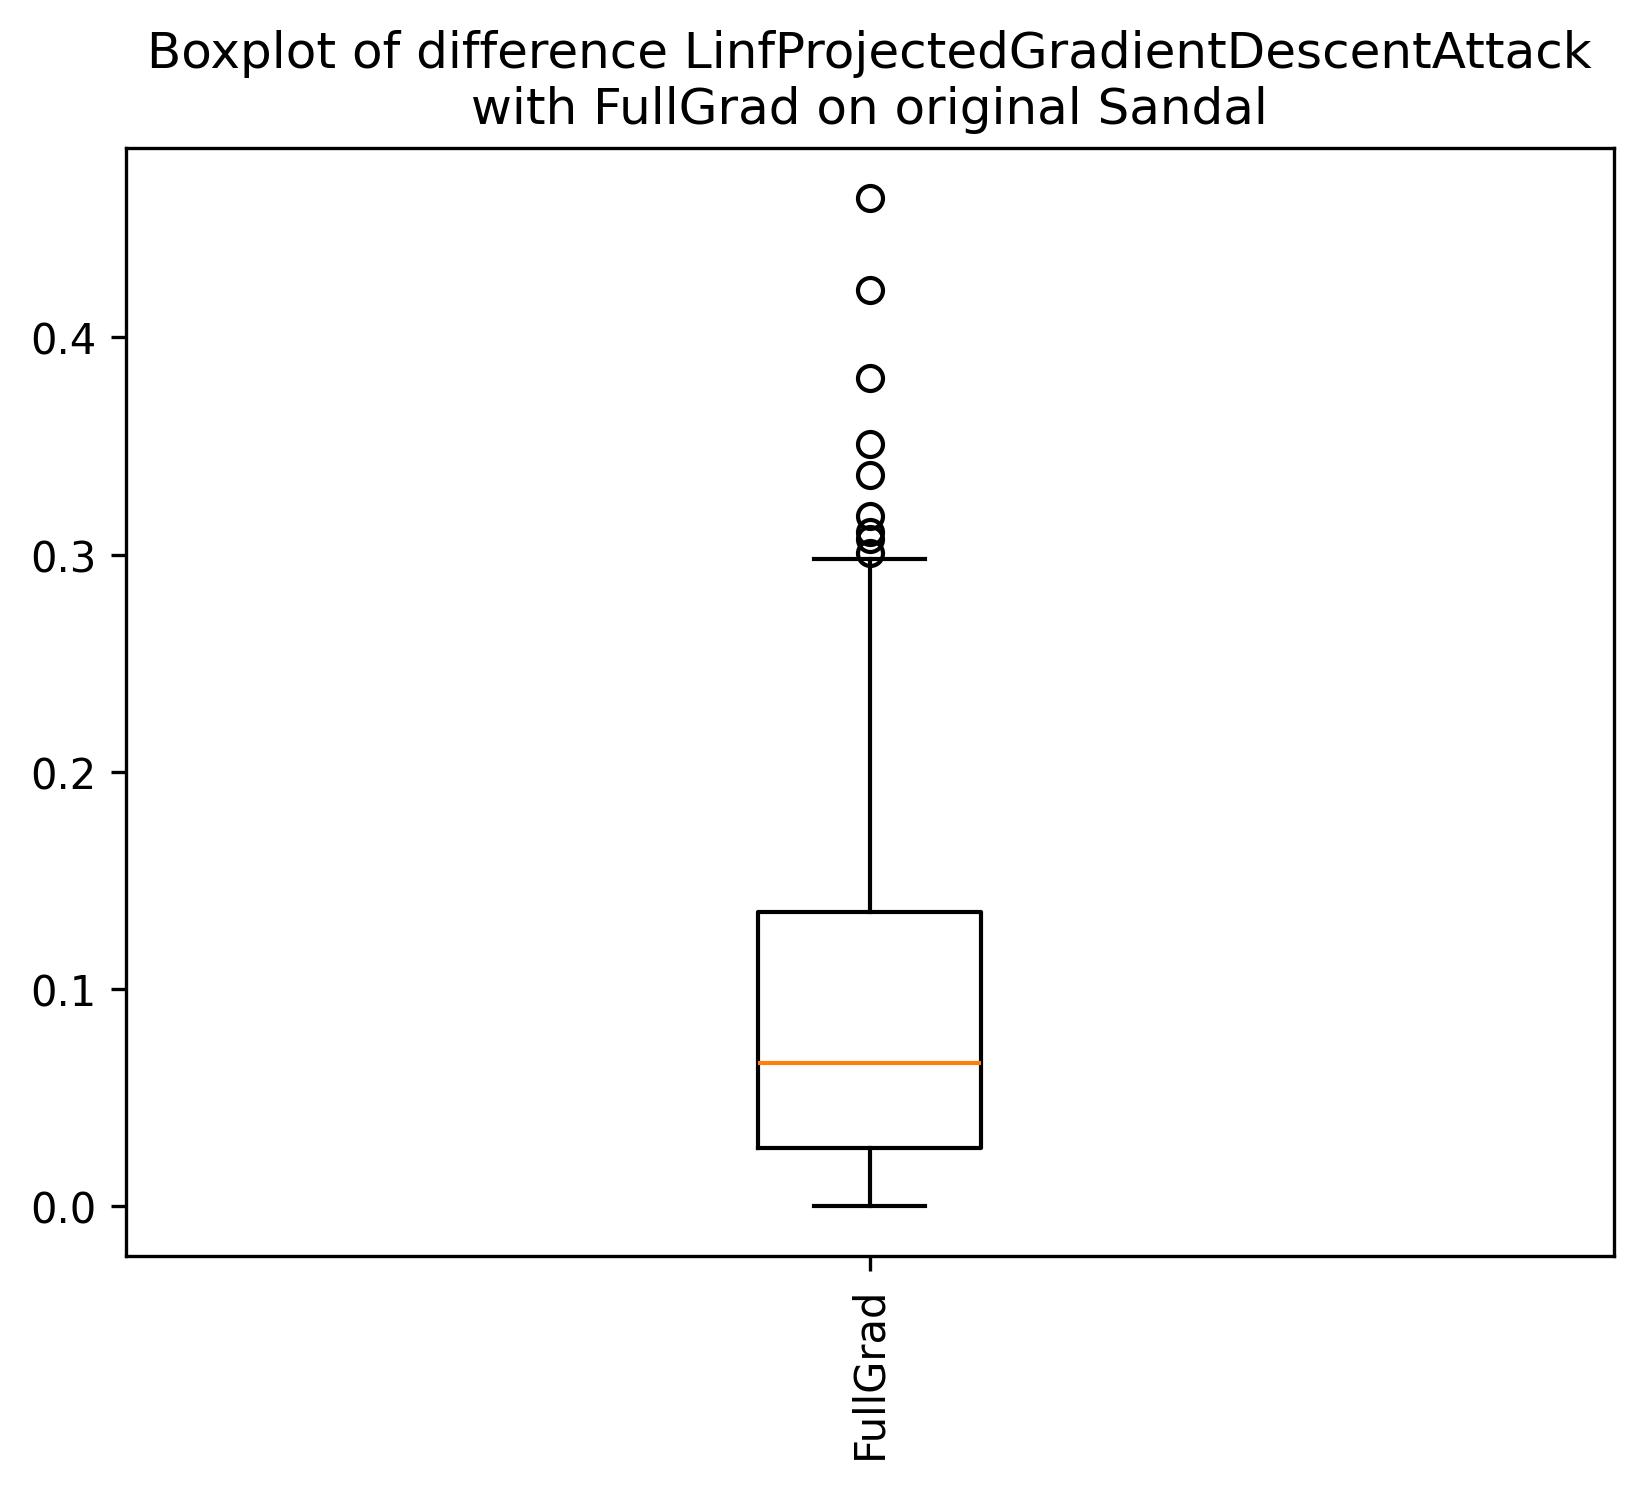 Boxplot of difference LinfProjectedGradientDescentAttack
with FullGrad on original Sandal
0.4
0.3
0.2
0.1
0.0
FullGrad